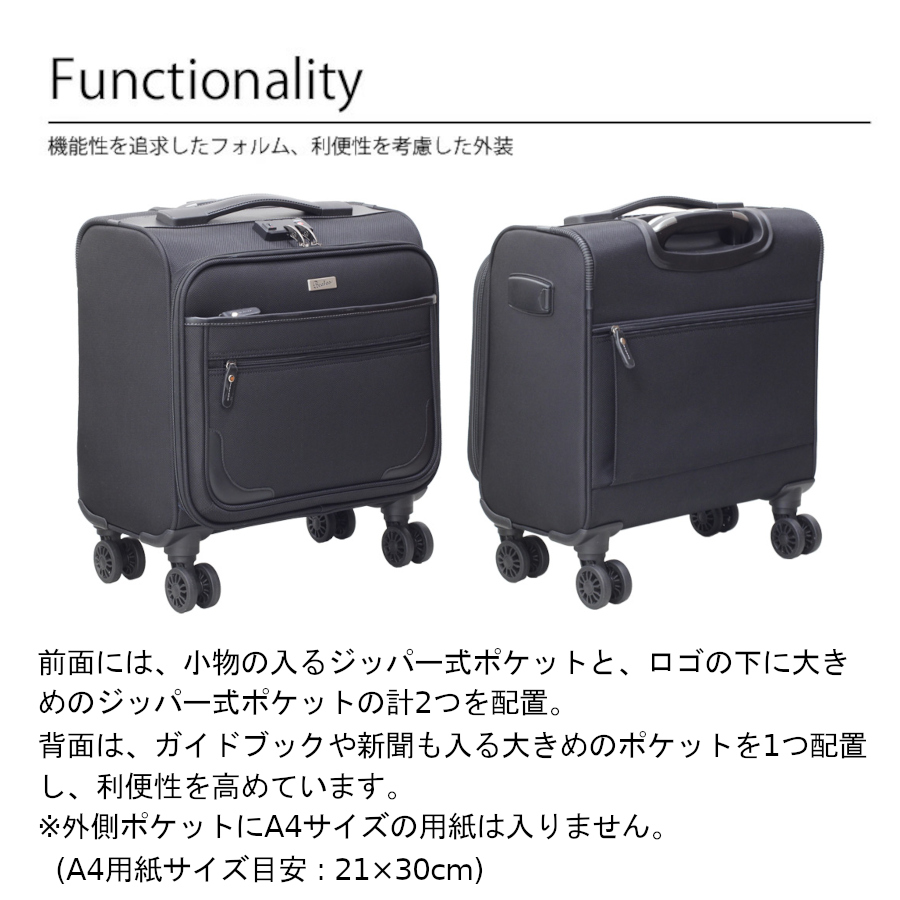 Functionality
機能性を追求したフォルム、利便性を考慮した外装
前面には、小物の入るジッパー式ポケットと、ロゴの下に大き
めのジッパー式ポケットの計2つを配置。
背面は、ガイドブックや新聞も入る大きめのポケットを1つ配置
し、利便性を高めています。
※外側ポケットにA4サイズの用紙は入りません。
(A4用紙サイズ目安：21×30cm)